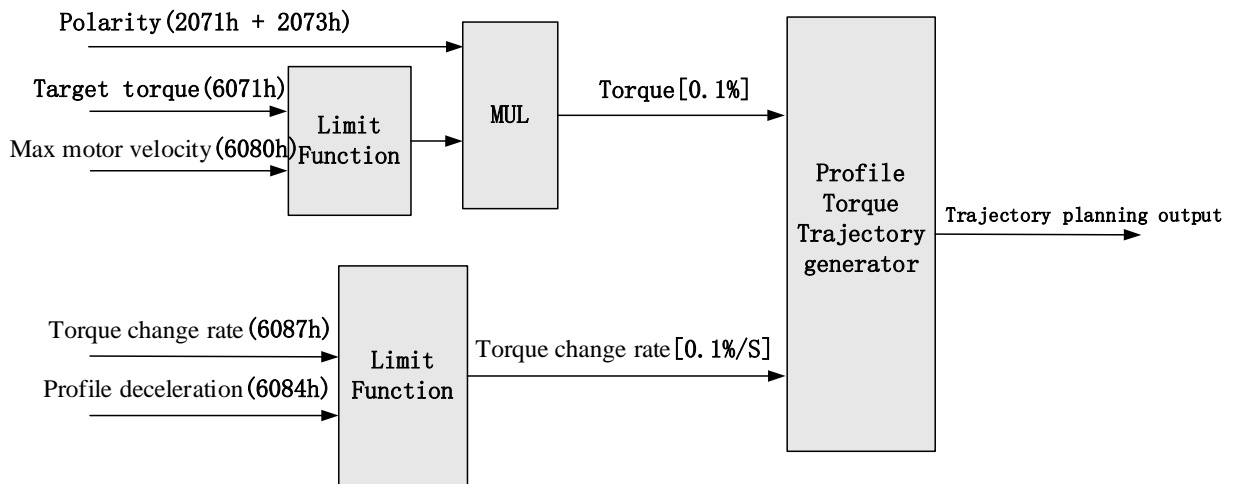 Polarity(2071h + 2073h)
Target torque(6071h)
Max motor velocity(6080h)
Limit
Function
MUL
Torque[0.1%]
Profile
Torque
Trajectory
generator
Trajectory planning output
Torque change rate(6087h)
Profile deceleration(6084h)
Limit
Function
Torque change rate[0.1%/S]